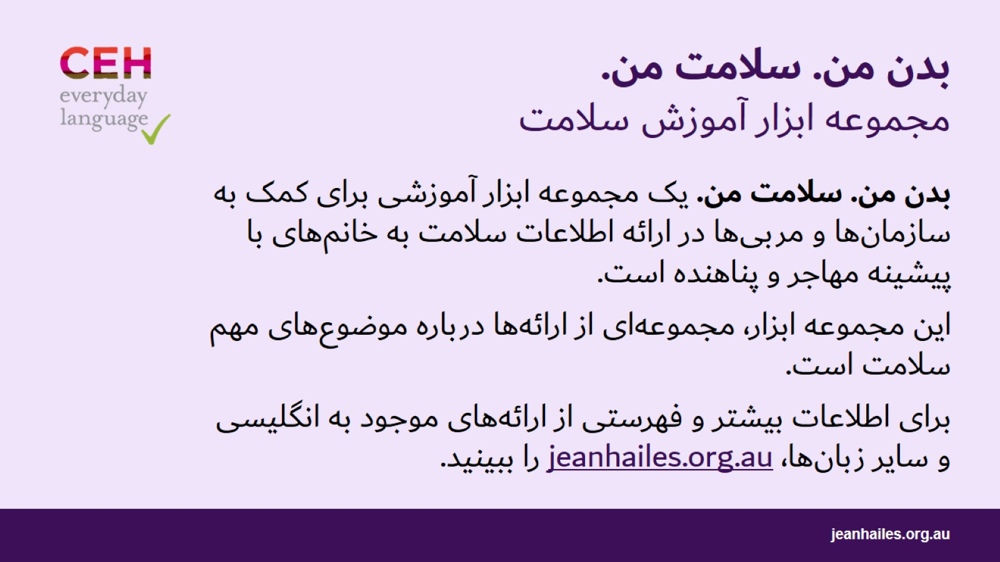 CEH
everyday
language
بدن من. سلامت من.
مجموعه ابزار آموزش سلامت
بدن من. سلامت من. یک مجموعه ابزار آموزشی برای کمک به
سازمان‌ها و مربی‌ها در ارائه اطلاعات سلامت به خانم‌های با
پیشینه مهاجر و پناهنده است.
این مجموعه ابزار، مجموعه‌ای از ارائه‌ها درباره موضوع‌های مهم
سلامت است.
برای اطلاعات بیشتر و فهرستی از ارائه‌های موجود به انگلیسی
و سایر زبان‌ها، jeanhailes.org.au را ببینید.
jeanhailes.org.au